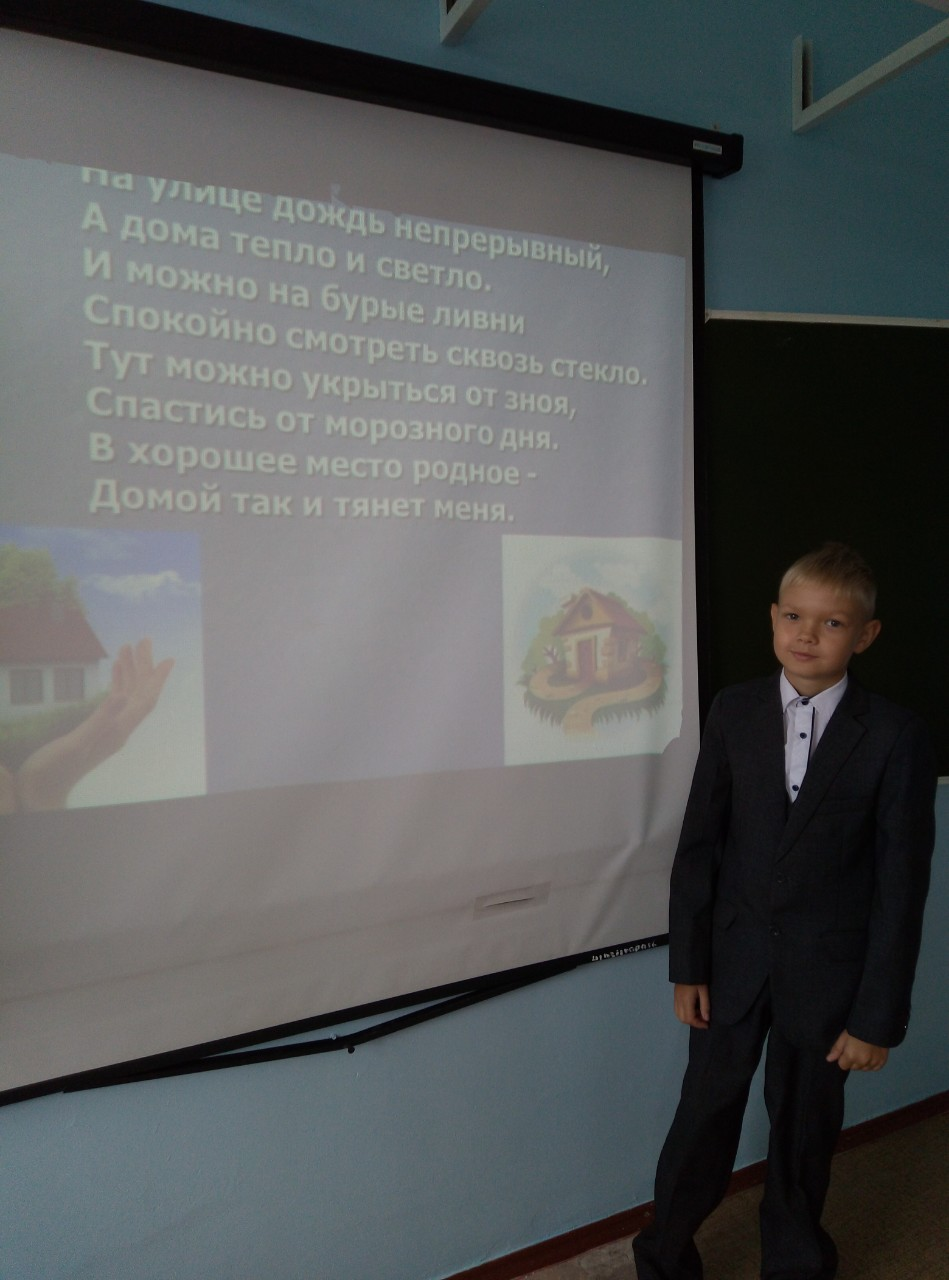 На улице дождь непрерывный,
А дома тепло и светло.
И можно на бурые ливни
Спокойно смотреть сквозь стекло.
Тут можно укрыться от зноя,
Спастись от морозного дня.
В хорошее место родное -
Домой так и тянет меня.